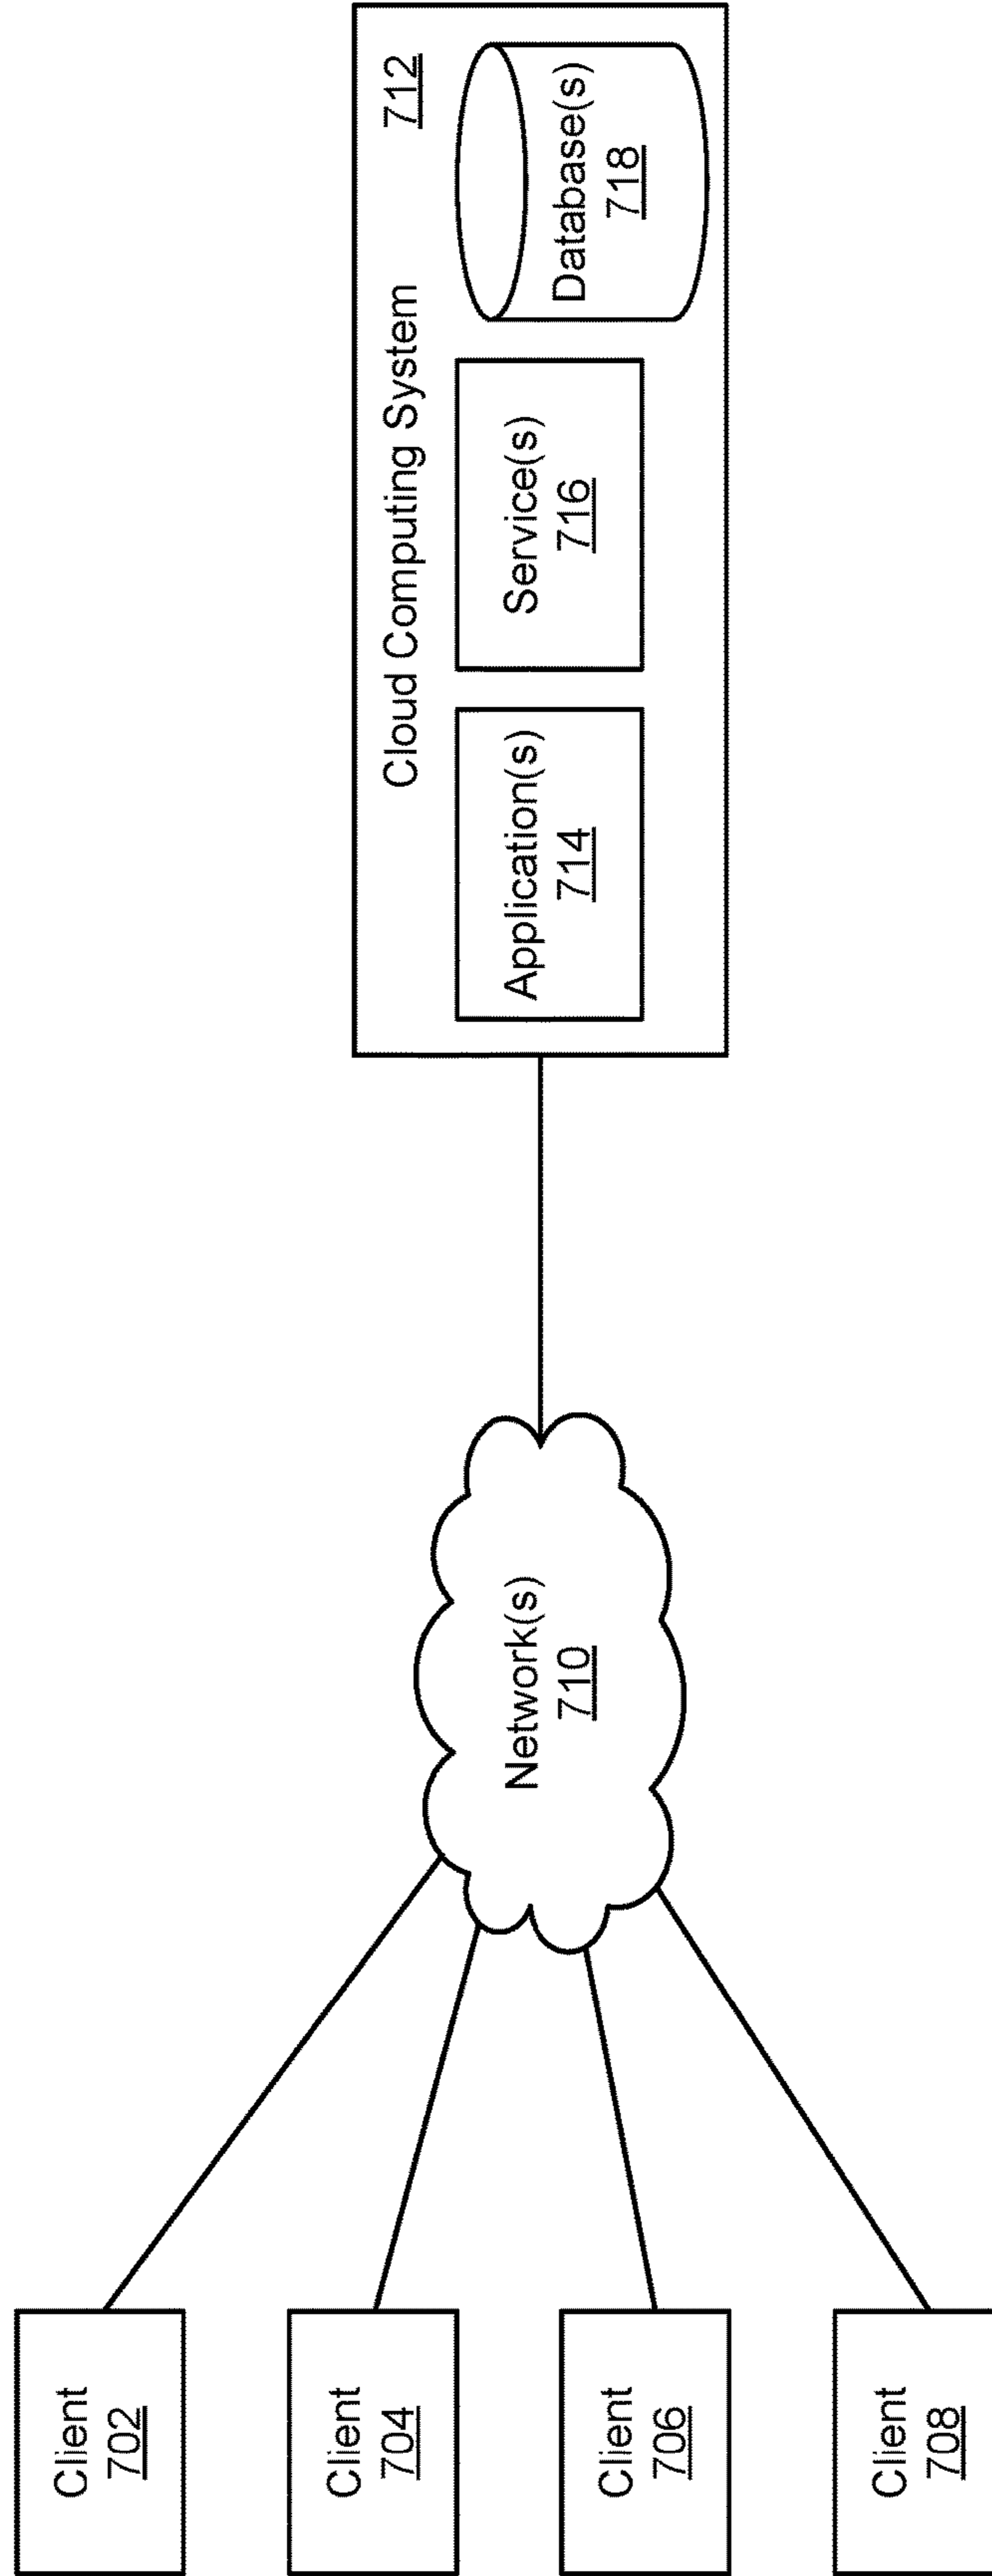 Client
702
Client
704
Client
706
Client
708
Network(s)
710
Cloud Computing System
712
Application(s)
714
Service(s)
716
Database(s)
718